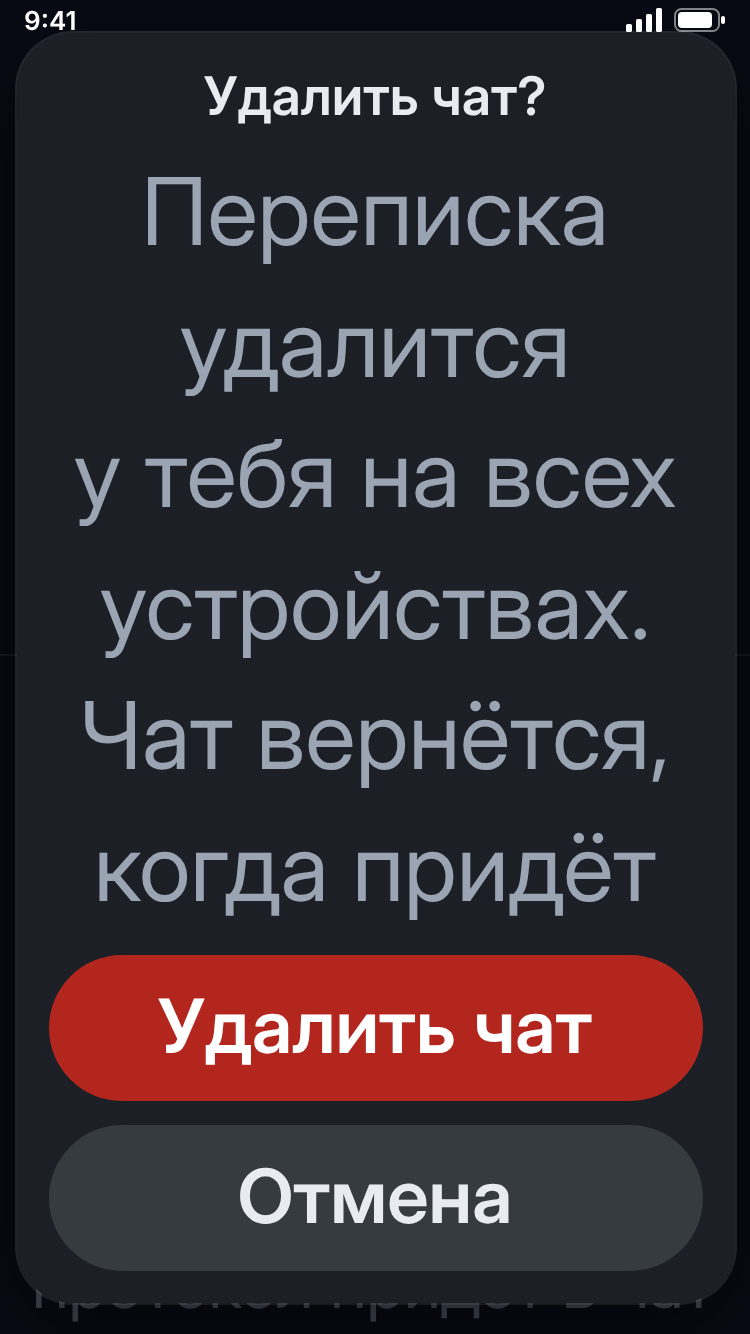 9:41
Удалить чат?
Переписка
удалится
у тебя на всех
устройствах.
Чат вернётся,
когда придёт
Удалить чат
Отмена